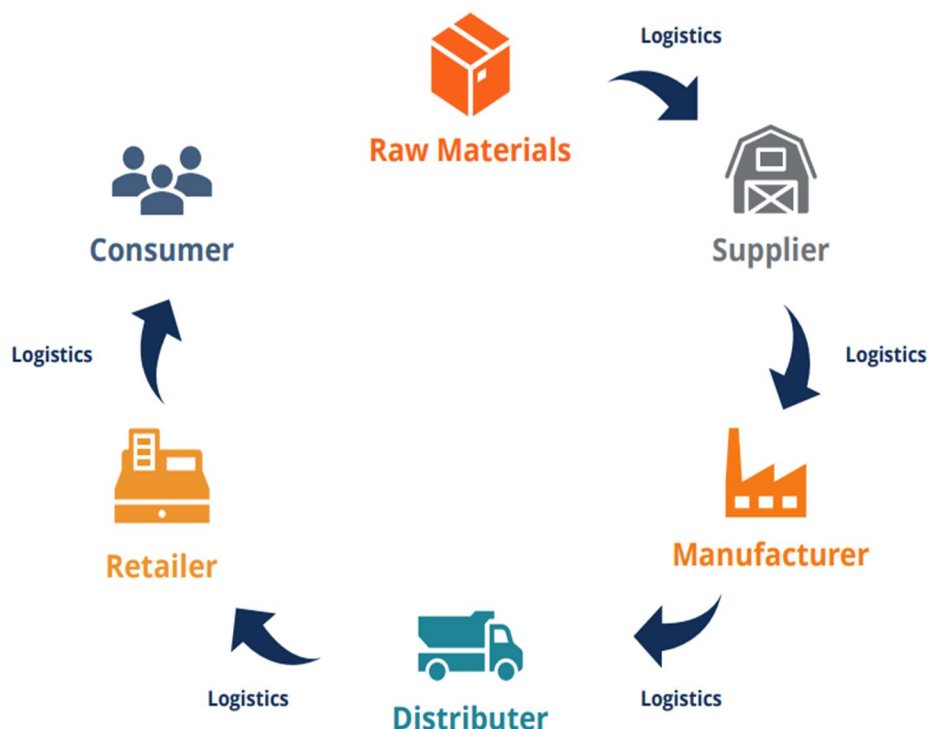 Logistics
Raw Materials
Supplier
Logistics
Manufacturer
Logistics
Distributer
Logistics
Retailer
Logistics
Consumer